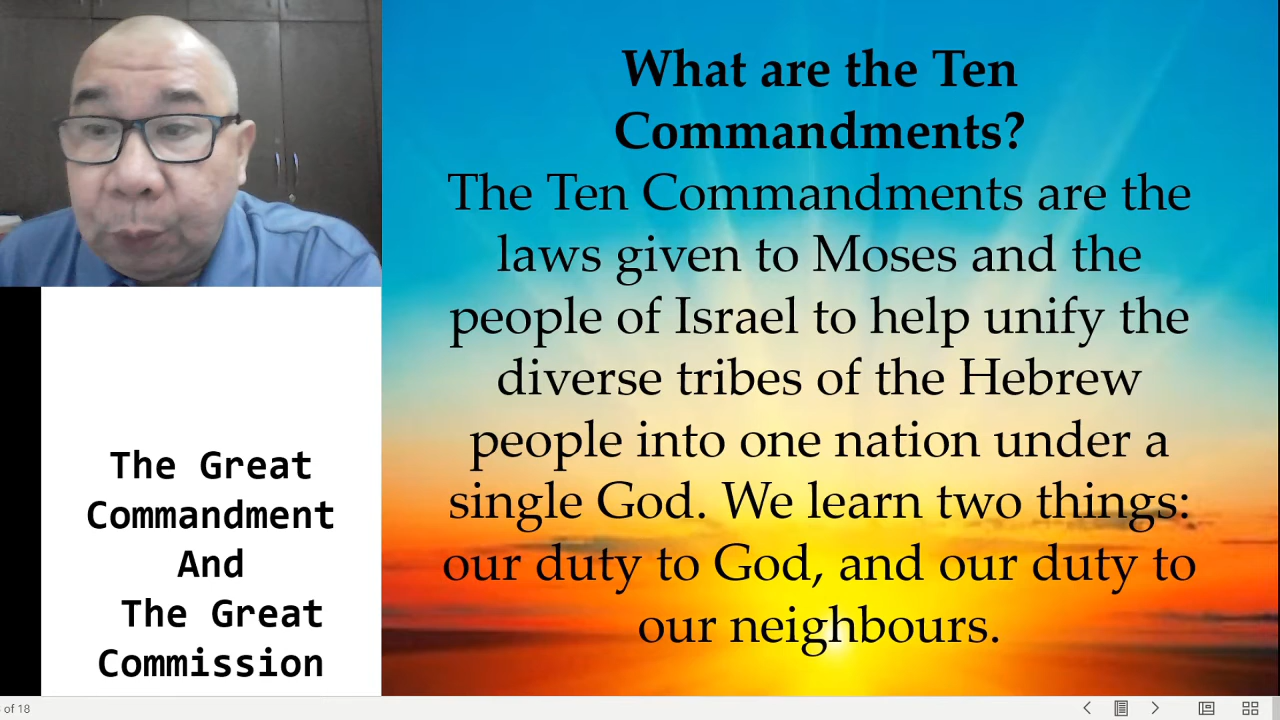 What are the Ten
Commandments?
The Ten Commandments are the
laws given to Moses and the
people of Israel to help unify the
diverse tribes of the Hebrew
people into one nation under a
single God. We learn two things:
our duty to God, and our duty to
our neighbours.
The Great
Commandment
And
The Great
Commission
of 18